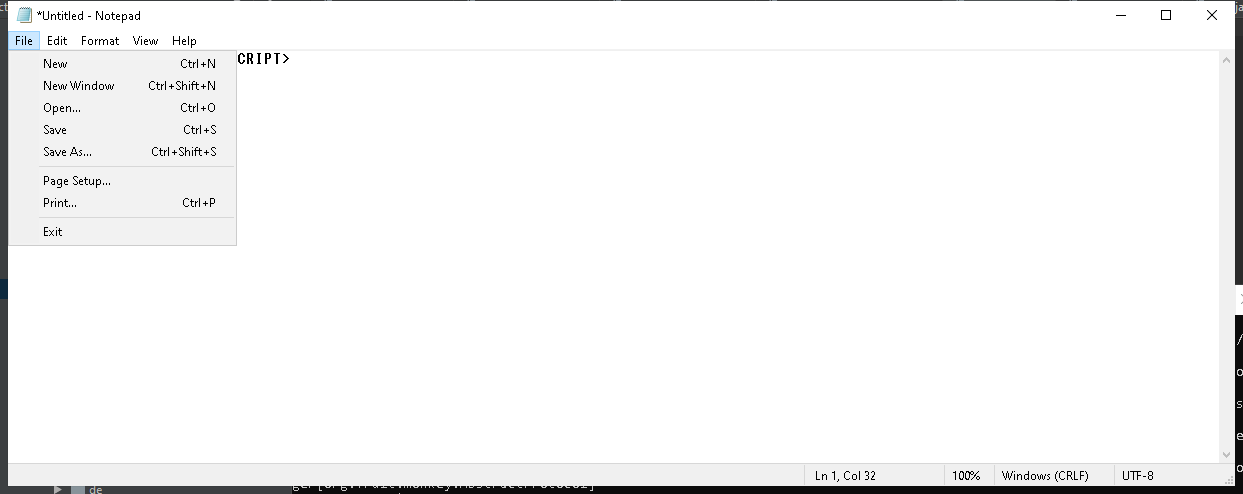 *Untitled - Notepad
File Edit Format View Help
CRIPT>
New Ctrl+N
New Window Ctrl+Shift+N
Open... Ctrl+O
Save Ctrl+S
Save As... Ctrl+Shift+S
Page Setup...
Print... Ctrl+P
Exit
Ln 1, Col 32 100% Windows (CRLF) UTF-8
de